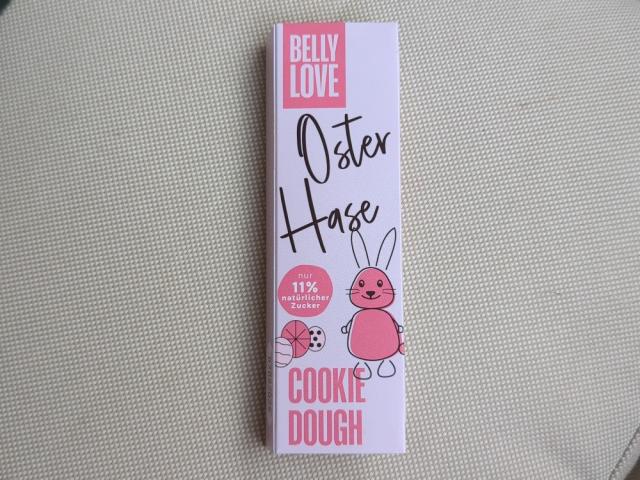 BELLY
LOVE
Oster
Hase
nur
11%
natürlicher
Zucker
COOKIE
DOUGH